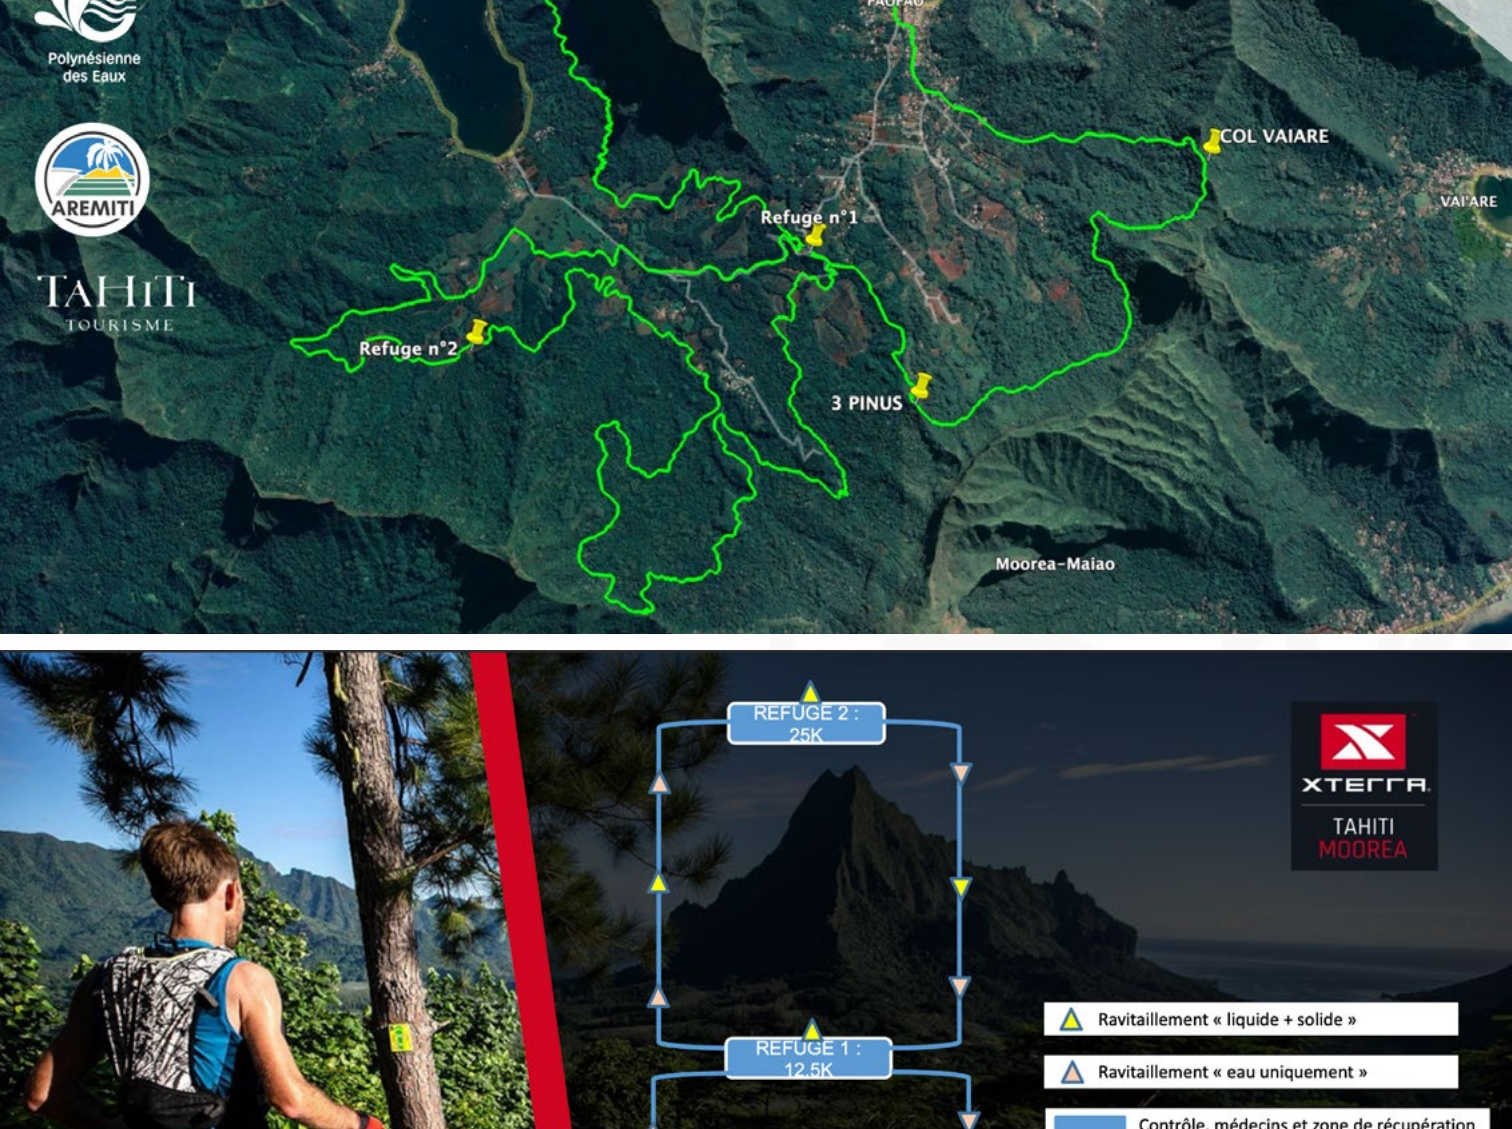 PAOPAO
Polynésienne
des Eaux
COL VAIARE
AREMITI
VAI'ARE
Refuge n°1
TAHITI
TOURISME
Refuge n°2
3 PINUS
Moorea-Maiao
REFUGE 2 :
25K
XTERRA
TAHITI
MOOREA
Ravitaillement « liquide + solide »
REFUGE 1 :
12.5K
Ravitaillement « eau uniquement »
Contrôle, médecins et zone de récupération